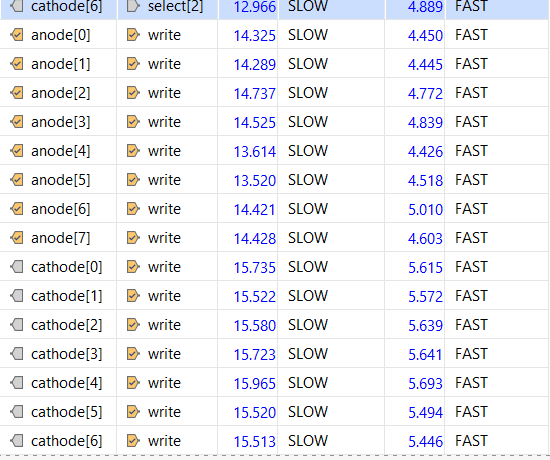 cathode[6] select[2] 12.966 SLOW 4.889 FAST
anode[0] write 14.325 SLOW 4.450 FAST
anode[1] write 14.289 SLOW 4.445 FAST
anode[2] write 14.737 SLOW 4.772 FAST
anode[3] write 14.525 SLOW 4.839 FAST
anode[4] write 13.614 SLOW 4.426 FAST
anode[5] write 13.520 SLOW 4.518 FAST
anode[6] write 14.421 SLOW 5.010 FAST
anode[7] write 14.428 SLOW 4.603 FAST
cathode[0] write 15.735 SLOW 5.615 FAST
cathode[1] write 15.522 SLOW 5.572 FAST
cathode[2] write 15.580 SLOW 5.639 FAST
cathode[3] write 15.723 SLOW 5.641 FAST
cathode[4] write 15.965 SLOW 5.693 FAST
cathode[5] write 15.520 SLOW 5.494 FAST
cathode[6] write 15.513 SLOW 5.446 FAST